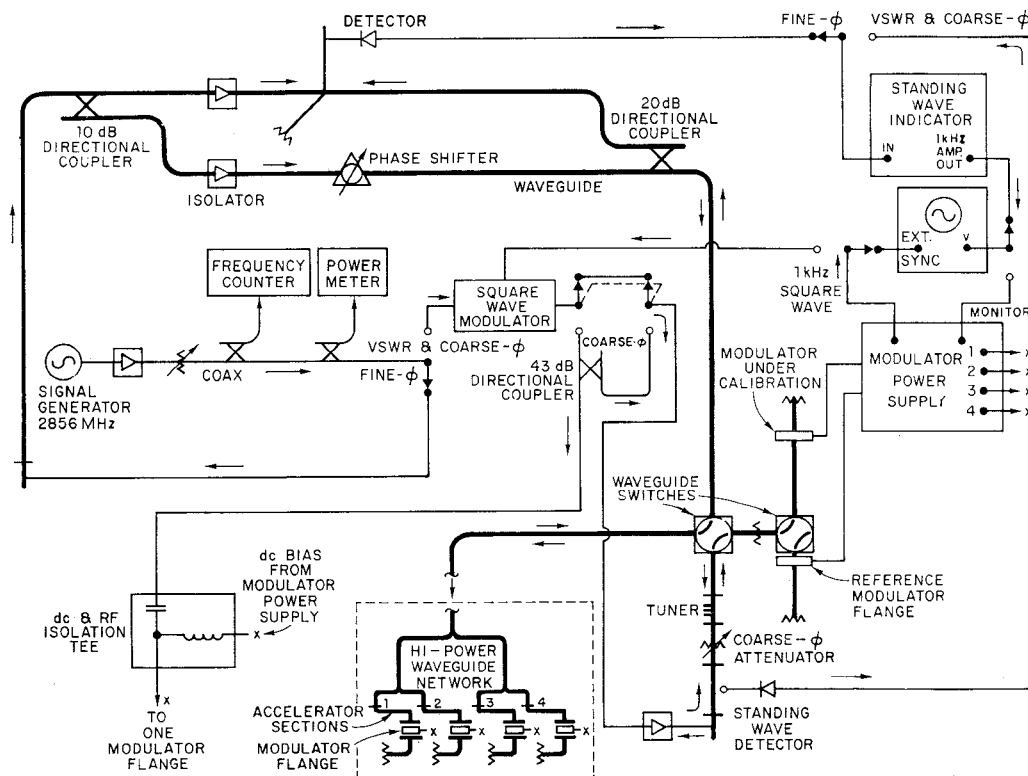 DETECTOR
FINE-ϕ
VSWR & COARSE-ϕ
10 dB
DIRECTIONAL
COUPLER
20dB
DIRECTIONAL
COUPLER
STANDING
WAVE
INDICATOR
IN
1kHz
AMP.
OUT
ISOLATOR
PHASE SHIFTER
WAVEGUIDE
EXT.
SYNC
V
FREQUENCY
COUNTER
POWER
METER
SQUARE
WAVE
MODULATOR
1kHz
SQUARE
WAVE
MONITOR
SIGNAL
GENERATOR
2856 MHz
COAX
VSWR & COARSE-ϕ
FINE-ϕ
COARSE-ϕ
43 dB
DIRECTIONAL
COUPLER
MODULATOR
UNDER
CALIBRATION
MODULATOR
POWER
SUPPLY
1
2
3
4
x
x
x
x
WAVEGUIDE
SWITCHES
dc BIAS
FROM
MODULATOR
POWER
SUPPLY
x
dc & RF
ISOLATION
TEE
x
TO
ONE
MODULATOR
FLANGE
REFERENCE
MODULATOR
FLANGE
TUNER
COARSE-ϕ
ATTENUATOR
STANDING
WAVE
DETECTOR
HI-POWER
WAVEGUIDE
NETWORK
1
2
3
4
ACCELERATOR
SECTIONS
MODULATOR
FLANGE
x
x
x
x